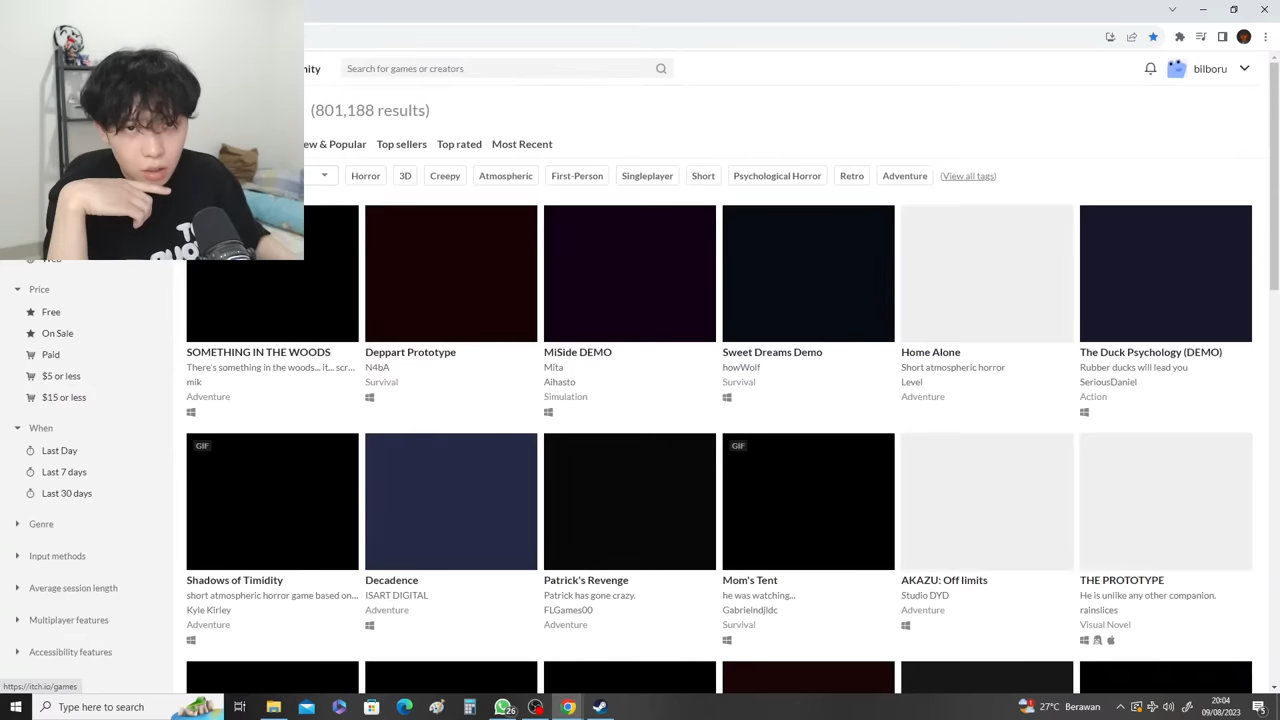 nity
Search for games or creators
bilboru
(801,188 results)
ew & Popular Top sellers Top rated Most Recent
Horror 3D Creepy Atmospheric First-Person Singleplayer Short Psychological Horror Retro Adventure (View all tags)
Price
Free
On Sale
Paid
$5 or less
$15 or less
When
Last Day
Last 7 days
Last 30 days
Genre
Input methods
Average session length
Multiplayer features
Accessibility features
SOMETHING IN THE WOODS
There's something in the woods... it... scr...
mik
Adventure
Deppart Prototype
N4bA
Survival
MiSide DEMO
Mita
Aihasto
Simulation
Sweet Dreams Demo
howWolf
Survival
Home Alone
Short atmospheric horror
Level
Adventure
The Duck Psychology (DEMO)
Rubber ducks will lead you
SeriousDaniel
Action
GIF
Shadows of Timidity
short atmospheric horror game based on...
Kyle Kirley
Adventure
Decadence
ISART DIGITAL
Adventure
Patrick's Revenge
Patrick has gone crazy.
FLGames00
Adventure
GIF
Mom's Tent
he was watching...
Gabrieindjldc
Survival
AKAZU: Off limits
Studio DYD
Adventure
THE PROTOTYPE
He is unlike any other companion.
rainslices
Visual Novel
https://itch.io/games
Type here to search
26
27°C Berawan
20:04
09/08/2023
5